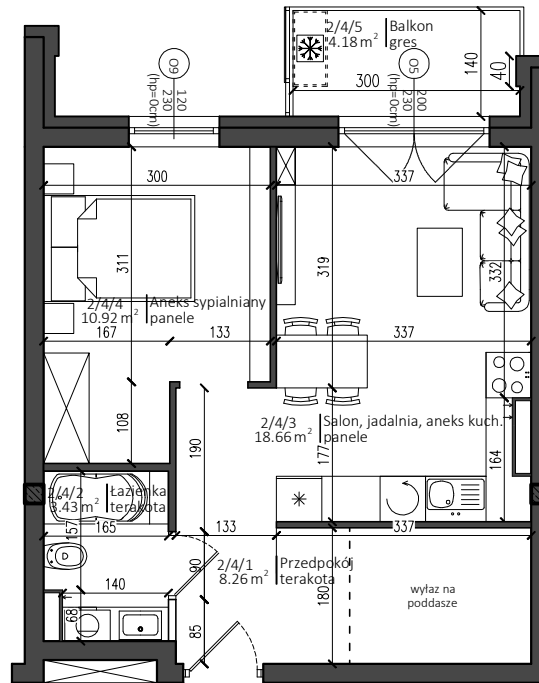 2/4/5 Balkon
4.18 m² gres
300
140
40
O9
120
230
(hp=0cm)
O5
200
230
(hp=0cm)
300
337
311
319
332
2/4/4 Aneks sypialniany
10.92 m² panele
167
133
337
108
190
2/4/3 Salon, jadalnia, aneks kuch.
18.66 m² panele
177
164
2/4/2 Łazienka
3.43 m² terakota
157
165
133
337
2/4/1 Przedpokój
8.26 m² terakota
90
180
wyłaz na
poddasze
140
68
85